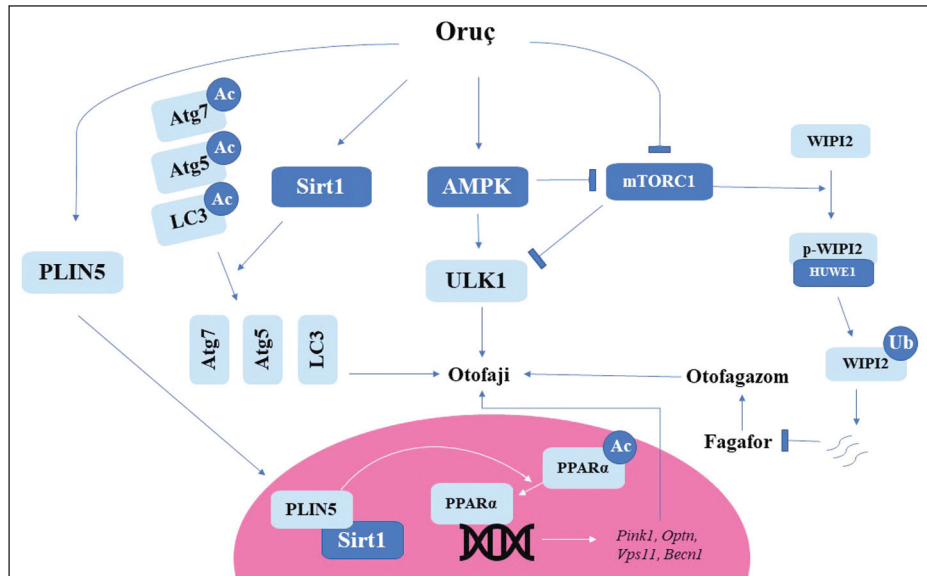 Oruç
Ac
Atg7
Ac
Atg5
Ac
LC3
Sirt1
AMPK
mTORC1
WIPI2
PLIN5
ULK1
p-WIPI2
HUWE1
Atg7
Atg5
LC3
Otofaji
Otofagazom
Ub
WIPI2
Fagafor
Ac
PPARα
PLIN5
Sirt1
PPARα
Pink1, Optn,
Vps11, Becn1